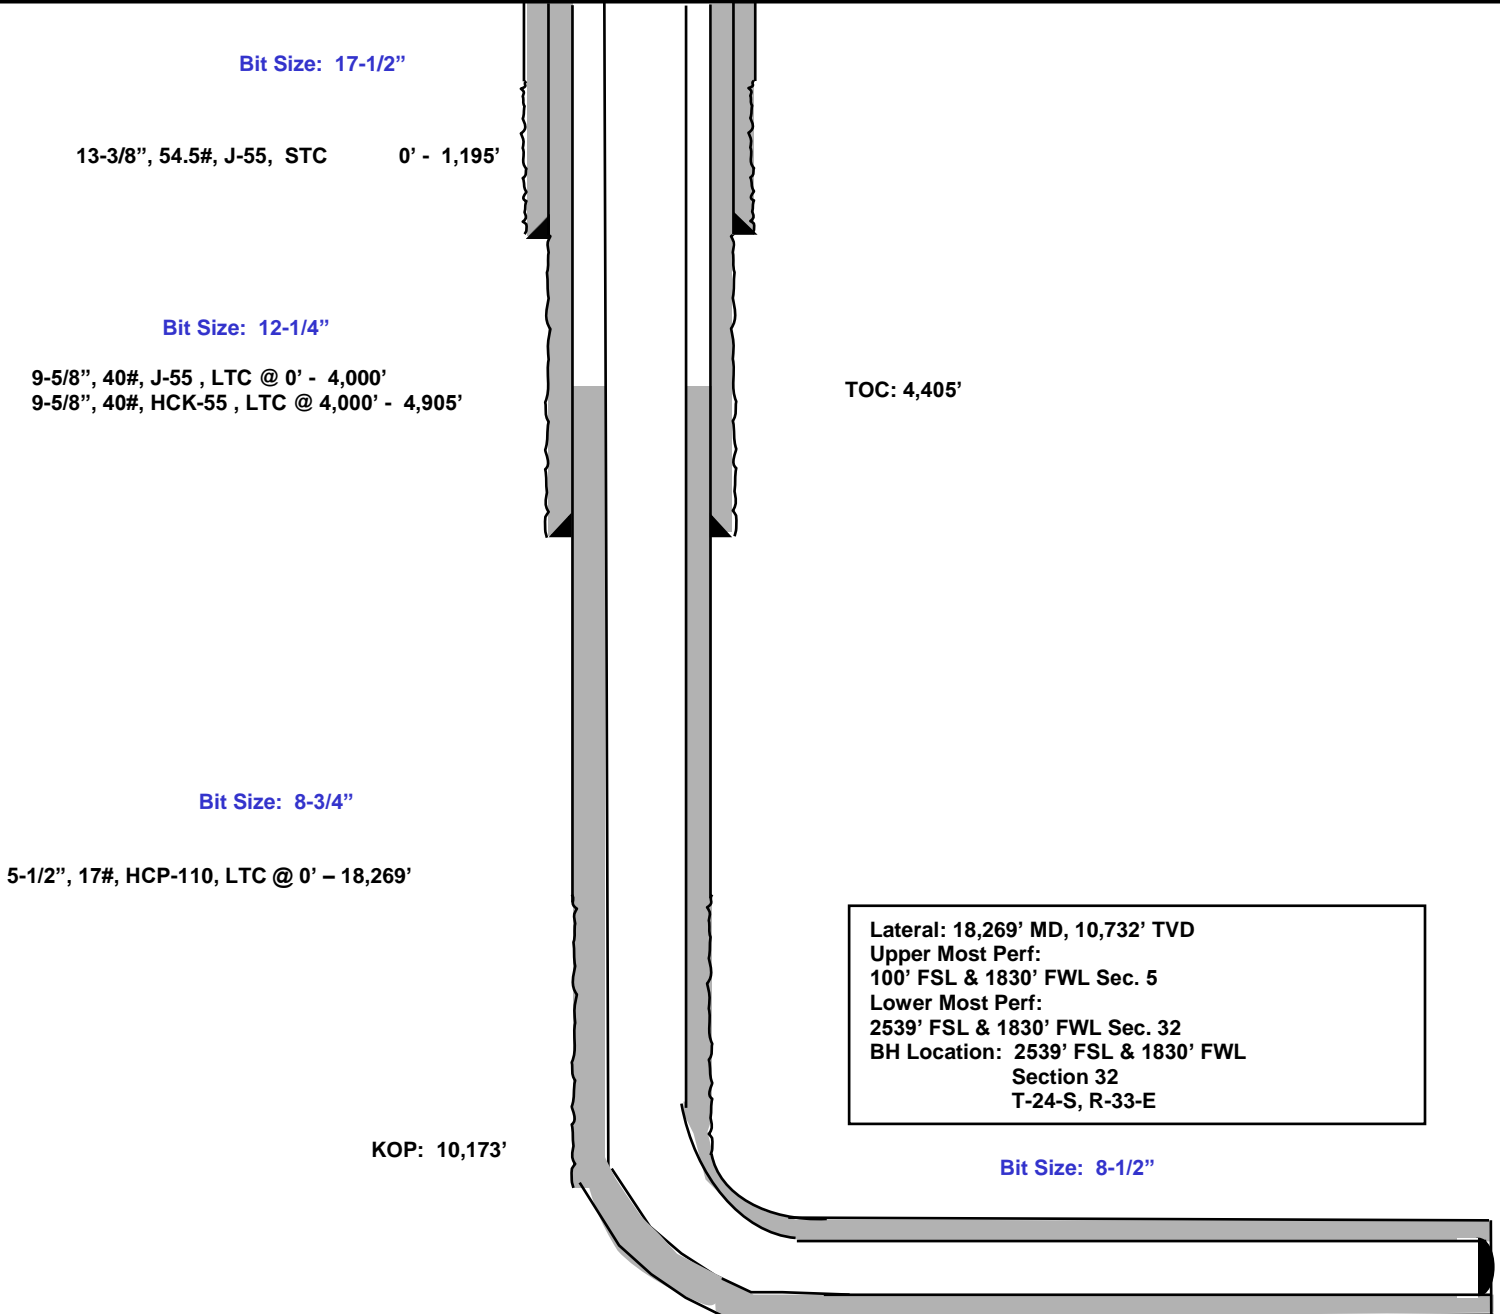 Bit Size:  17-1/2”
13-3/8”, 54.5#, J-55,  STC          0’ -  1,195’
Bit Size:  12-1/4”
9-5/8”, 40#, J-55 , LTC @ 0’ -  4,000’
9-5/8”, 40#, HCK-55 , LTC @ 4,000’ -  4,905’
TOC: 4,405’
Bit Size:  8-3/4”
5-1/2”, 17#, HCP-110, LTC @ 0’ – 18,269’
Lateral: 18,269’ MD, 10,732’ TVD
Upper Most Perf:
100’ FSL & 1830’ FWL Sec. 5
Lower Most Perf:
2539’ FSL & 1830’ FWL Sec. 32
BH Location:  2539’ FSL & 1830’ FWL
Section 32
T-24-S, R-33-E
KOP:  10,173’
Bit Size:  8-1/2”